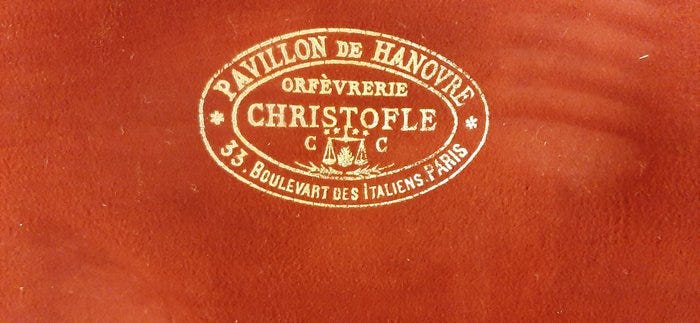 PAVILLON DE HANOVRE
ORFÈVRERIE
CHRISTOFLE
C C
33. BOULEVART DES ITALIENS. PARIS